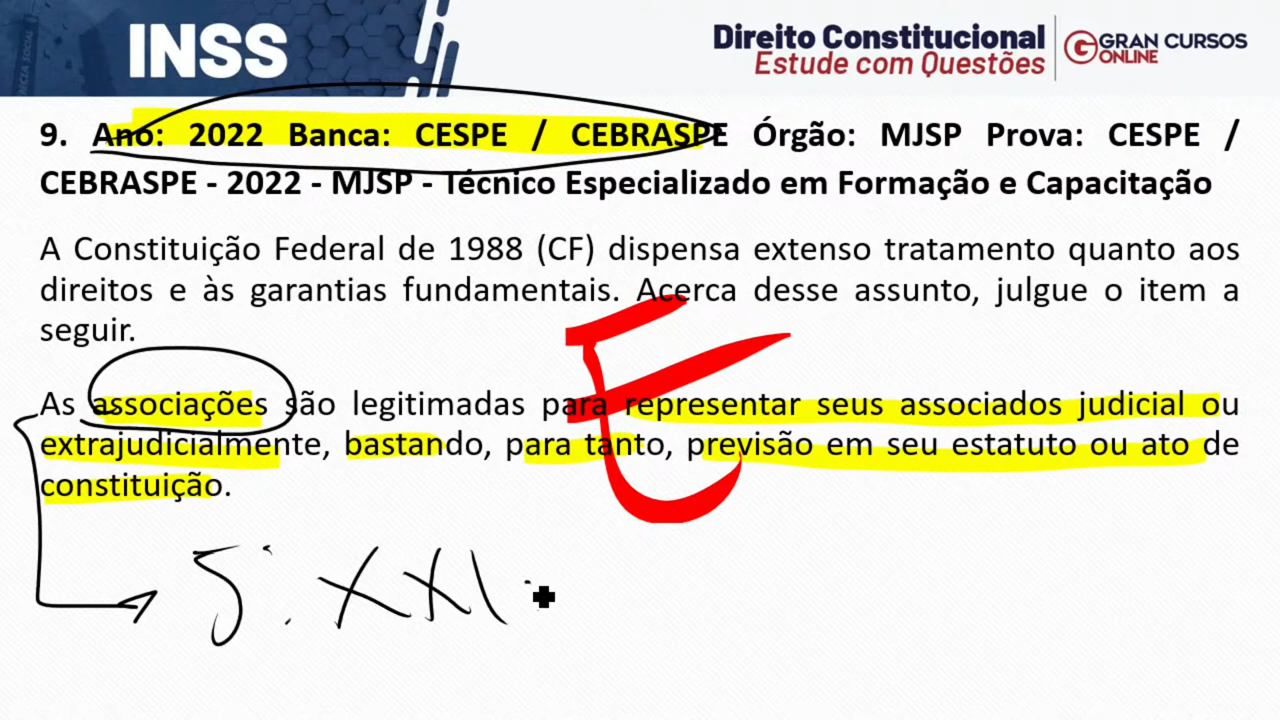 INSS
Direito Constitucional
Estude com Questões
GRAN CURSOS
ONLINE
9. Ano: 2022 Banca: CESPE / CEBRASPE Órgão: MJSP Prova: CESPE /
CEBRASPE - 2022 - MJSP - Técnico Especializado em Formação e Capacitação
A Constituição Federal de 1988 (CF) dispensa extenso tratamento quanto aos
direitos e às garantias fundamentais. Acerca desse assunto, julgue o item a
seguir.
As associações são legitimadas para representar seus associados judicial ou
extrajudicialmente, bastando, para tanto, previsão em seu estatuto ou ato de
constituição.
E
5º. XXI